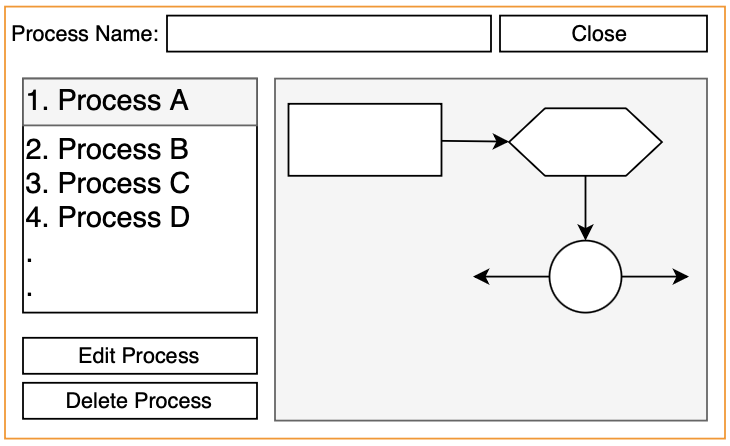 Process Name:
Close
1. Process A
2. Process B
3. Process C
4. Process D
.
.
Edit Process
Delete Process